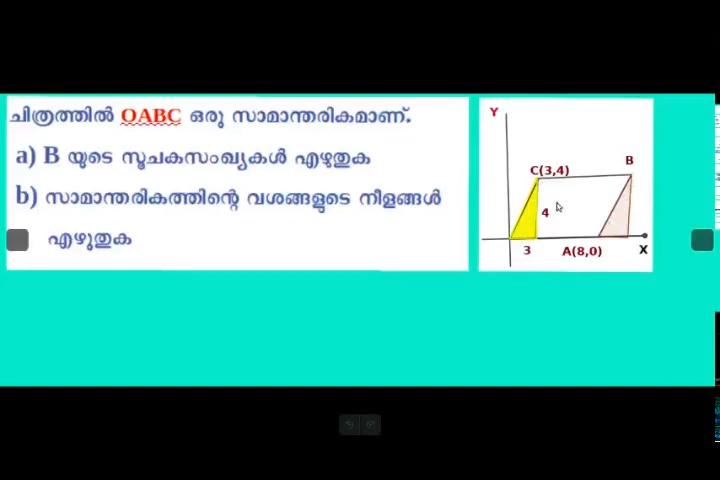 ചിത്രത്തിൽ OABC ഒരു സാമാന്തരികമാണ്.
a) B യുടെ സൂചകസംഖ്യകൾ എഴുതുക
b) സാമാന്തരികത്തിന്റെ വശങ്ങളുടെ നീളങ്ങൾ
എഴുതുക
Y
C(3,4)
B
4
3
A(8,0)
X